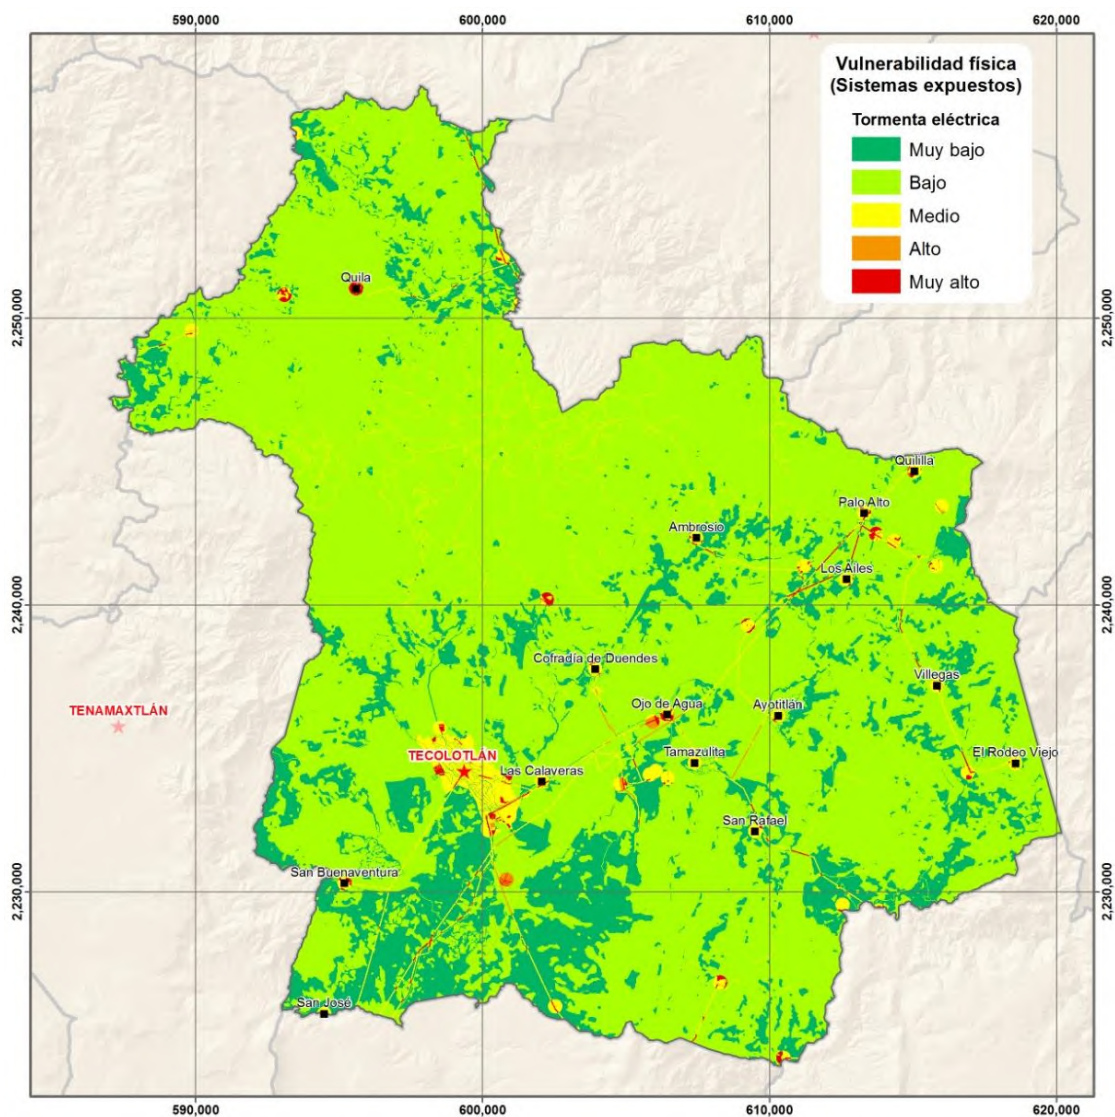 590,000 600,000 610,000 620,000
Vulnerabilidad física
(Sistemas expuestos)
Tormenta eléctrica
Muy bajo
Bajo
Medio
Alto
Muy alto
Quila
2,250,000 2,250,000
Quililla
Palo Alto
Ambrosio
Los Ailes
2,240,000 2,240,000
Cofradía de Duendes
Villegas
Ojo de Agua
Ayotitlán
TENAMAXTLÁN
El Rodeo Viejo
TECOLOTLÁN
Tamazulita
Las Calaveras
San Rafael
San Buenaventura
2,230,000 2,230,000
San José
590,000 600,000 610,000 620,000